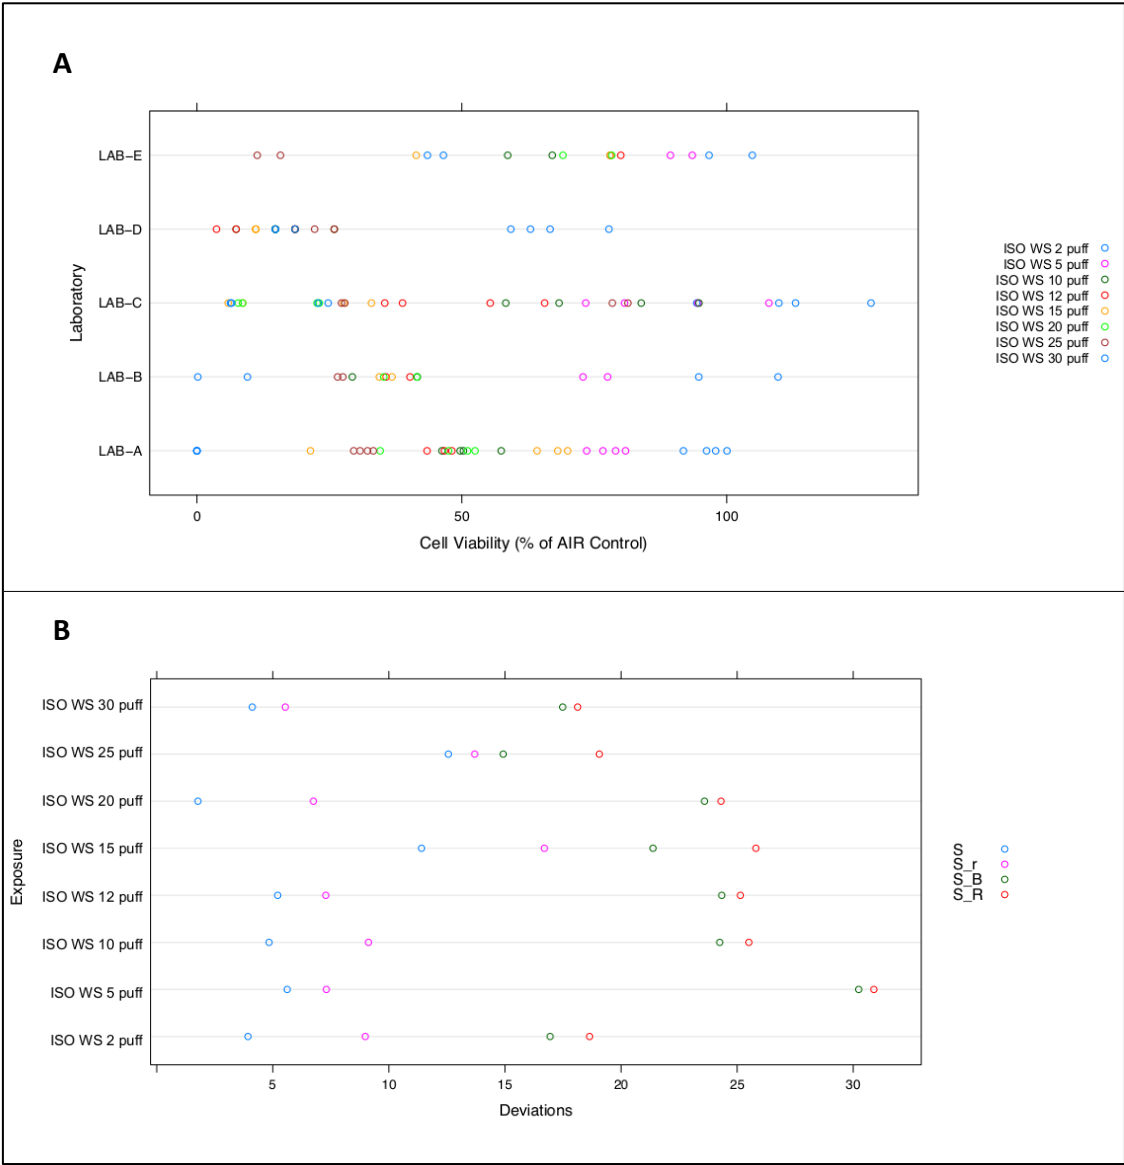 A
LAB−E
LAB−D
LAB−C
LAB−B
LAB−A
Laboratory
0 50 100
Cell Viability (% of AIR Control)
ISO WS 2 puff
ISO WS 5 puff
ISO WS 10 puff
ISO WS 12 puff
ISO WS 15 puff
ISO WS 20 puff
ISO WS 25 puff
ISO WS 30 puff
B
ISO WS 30 puff
ISO WS 25 puff
ISO WS 20 puff
ISO WS 15 puff
ISO WS 12 puff
ISO WS 10 puff
ISO WS 5 puff
ISO WS 2 puff
Exposure
5 10 15 20 25 30
Deviations
S
S_r
S_B
S_R